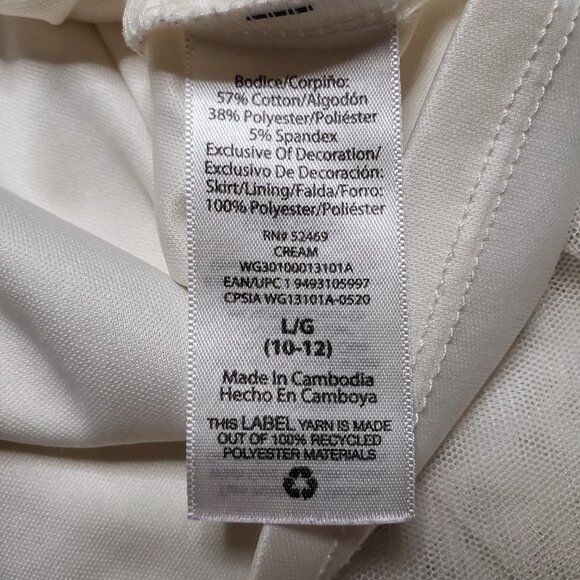 Bodice/Corpiño:
57% Cotton/Algodón
38% Polyester/Poliéster
5% Spandex
Exclusive Of Decoration/
Exclusivo De Decoración:
Skirt/Lining/Falda/Forro:
100% Polyester/Poliéster
RN# 52469
CREAM
WG30100013101A
EAN/UPC 1 9493105997
CPSIA WG13101A-0520
L/G
(10-12)
Made In Cambodia
Hecho En Camboya
THIS LABEL YARN IS MADE
OUT OF 100% RECYCLED
POLYESTER MATERIALS